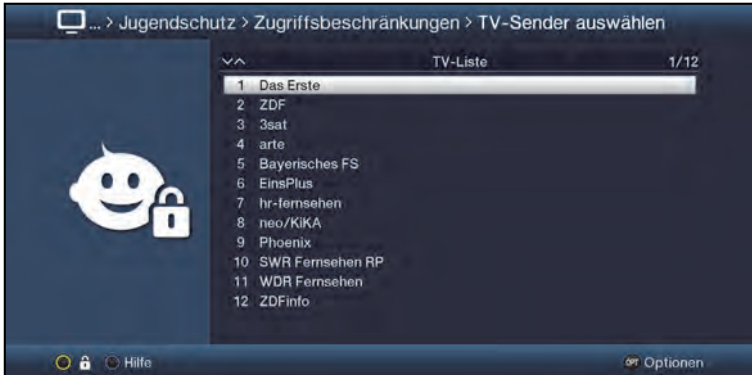 ... > Jugendschutz > Zugriffsbeschränkungen > TV-Sender auswählen
TV-Liste 1/12
1 Das Erste
2 ZDF
3 3sat
4 arte
5 Bayerisches FS
6 EinsPlus
7 hr-fernsehen
8 neo/KiKA
9 Phoenix
10 SWR Fernsehen RP
11 WDR Fernsehen
12 ZDFinfo
Hilfe OPT Optionen